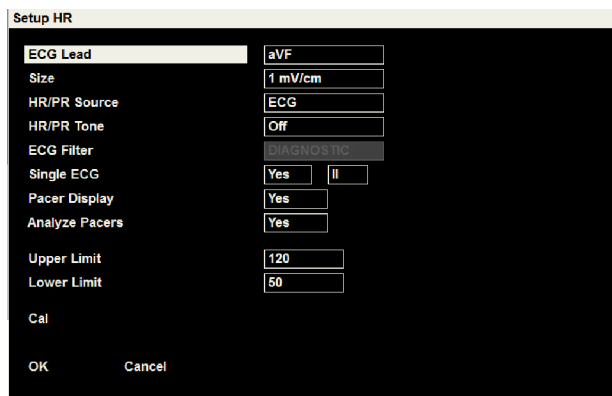 Setup HR
ECG Lead aVF
Size 1 mV/cm
HR/PR Source ECG
HR/PR Tone Off
ECG Filter DIAGNOSTIC
Single ECG Yes II
Pacer Display Yes
Analyze Pacers Yes
Upper Limit 120
Lower Limit 50
Cal
OK Cancel